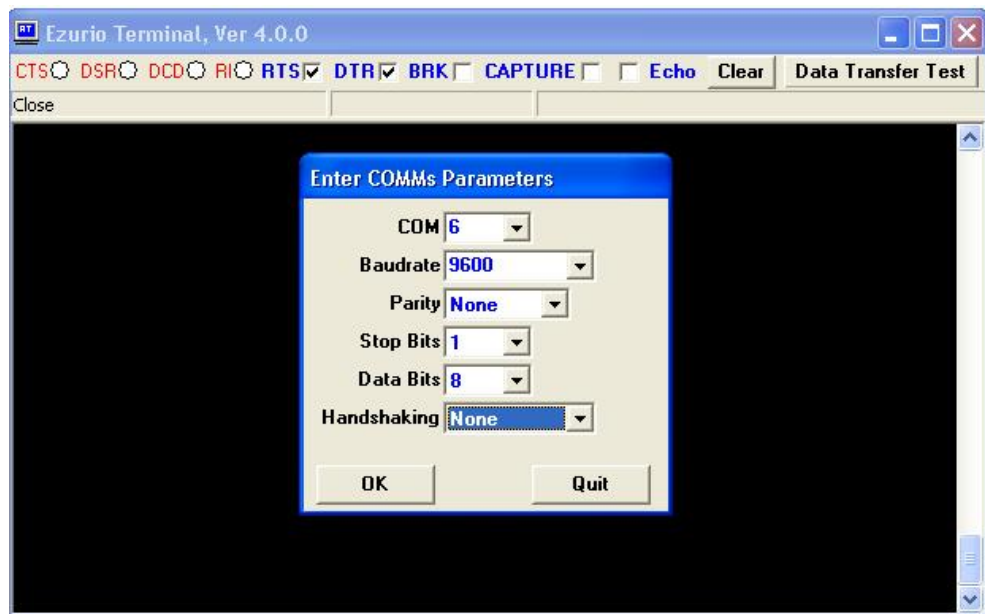 Ezurio Terminal, Ver 4.0.0
CTS DSR DCD RI RTS DTR BRK CAPTURE Echo Clear Data Transfer Test
Close
Enter COMMs Parameters
COM 6
Baudrate 9600
Parity None
Stop Bits 1
Data Bits 8
Handshaking None
OK Quit